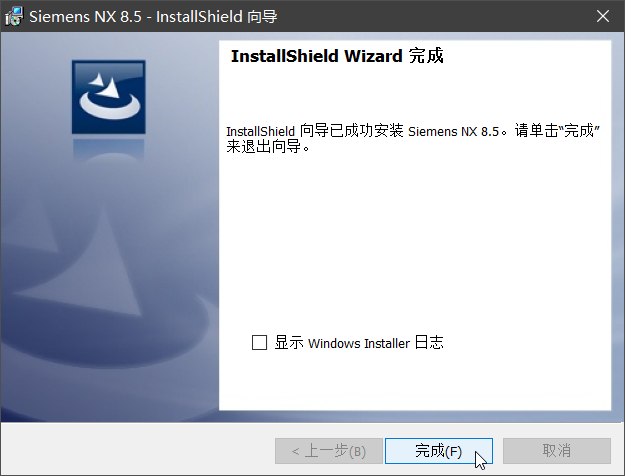 Siemens NX 8.5 - InstallShield 向导
InstallShield Wizard 完成
InstallShield 向导已成功安装 Siemens NX 8.5。请单击“完成”
来退出向导。
显示 Windows Installer 日志
< 上一步(B)
完成(F)
取消